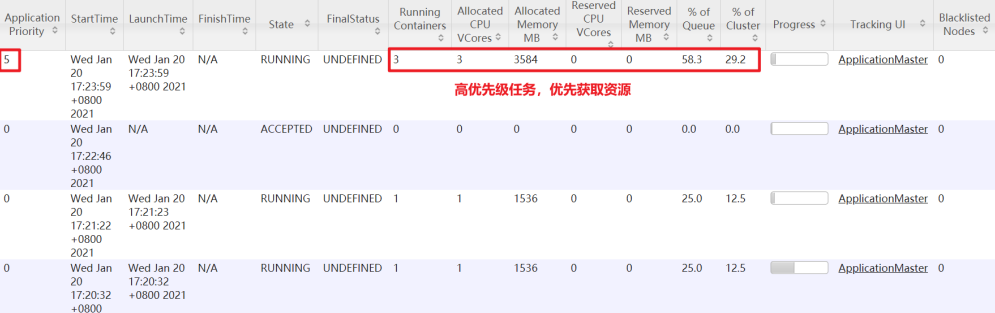 Application Priority StartTime LaunchTime FinishTime State FinalStatus Running Containers Allocated CPU VCores Allocated Memory MB Reserved CPU VCores Reserved Memory MB % of Queue % of Cluster Progress Tracking UI Blacklisted Nodes
5 Wed Jan 20 17:23:59 +0800 2021 Wed Jan 20 17:23:59 +0800 2021 N/A RUNNING UNDEFINED 3 3 3584 0 0 58.3 29.2 ApplicationMaster 0
高优先级任务，优先获取资源
0 Wed Jan 20 17:22:46 +0800 2021 N/A N/A ACCEPTED UNDEFINED 0 0 0 0 0 0.0 0.0 ApplicationMaster 0
0 Wed Jan 20 17:21:22 +0800 2021 Wed Jan 20 17:21:23 +0800 2021 N/A RUNNING UNDEFINED 1 1 1536 0 0 25.0 12.5 ApplicationMaster 0
0 Wed Jan 20 17:20:32 +0800 Wed Jan 20 17:20:32 +0800 2021 N/A RUNNING UNDEFINED 1 1 1536 0 0 25.0 12.5 ApplicationMaster 0